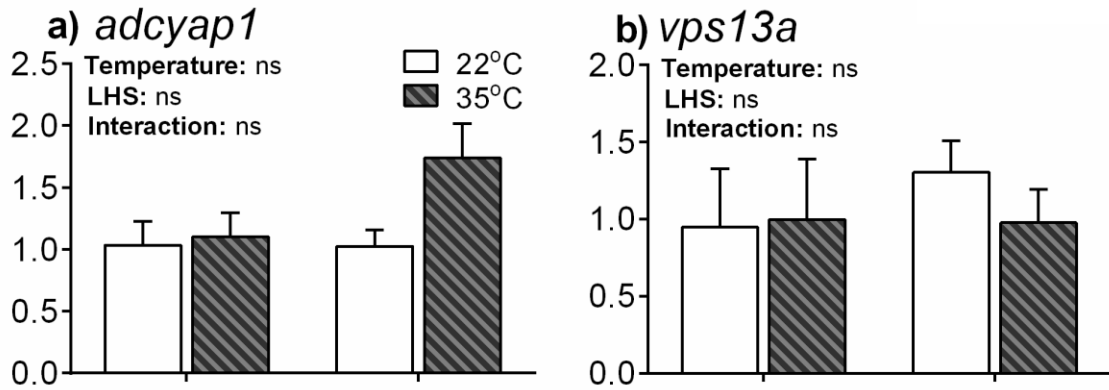 a) adcyap1
2.5
2.0
1.5
1.0
0.5
0.0
Temperature: ns
LHS: ns
Interaction: ns
22°C
35°C
b) vps13a
2.0
1.5
1.0
0.5
0.0
Temperature: ns
LHS: ns
Interaction: ns